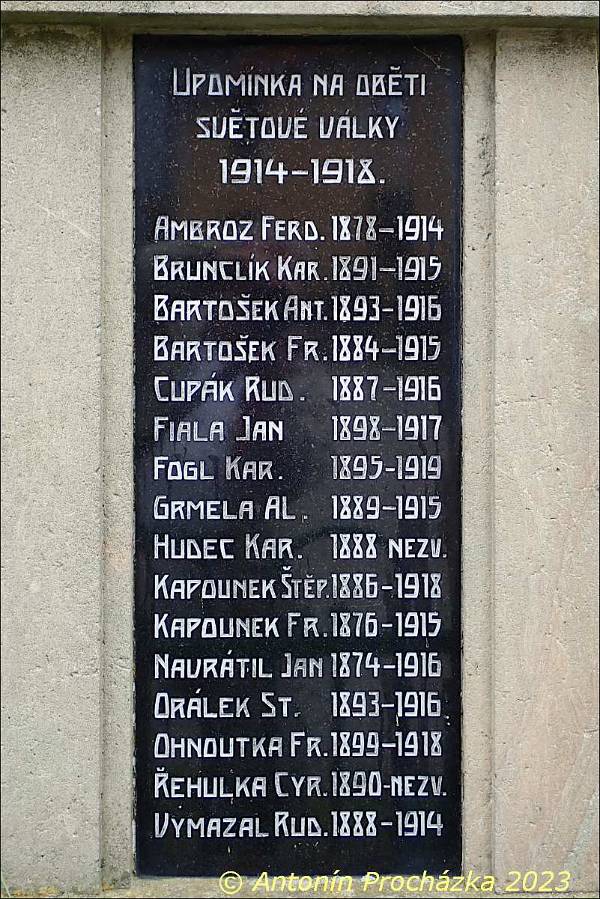 Upomínka na oběti
světové války
1914-1918.
Ambroz Ferd. 1878-1914
Brunclík Kar. 1891-1915
Bartošek Ant. 1893-1916
Bartošek Fr. 1884-1915
Cupák Rud. 1887-1916
Fiala Jan 1898-1917
Fogl Kar. 1895-1919
Grmela Al. 1889-1915
Hudec Kar. 1888 nezv.
Kapounek Štěp. 1886-1918
Kapounek Fr. 1876-1915
Navrátil Jan 1874-1916
Orálek St. 1893-1916
Ohnoutka Fr. 1899-1918
Řehulka Cyr. 1890-nezv.
Vymazal Rud. 1888-1914
© Antonín Procházka 2023